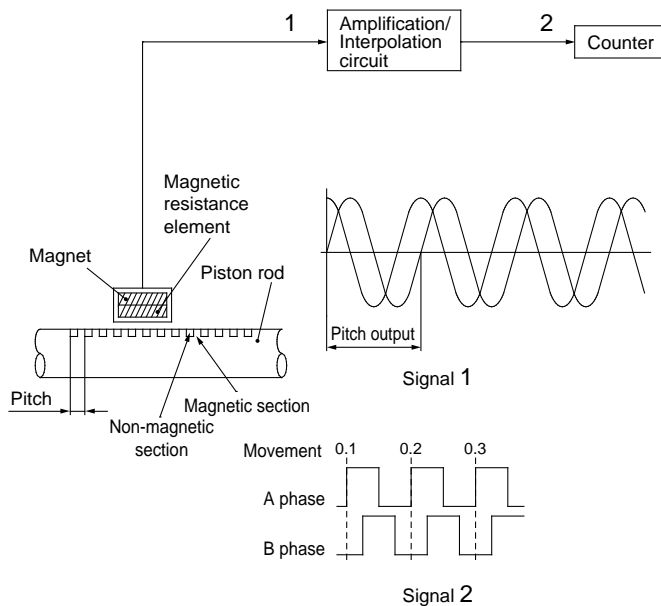 1
Amplification/
Interpolation
circuit
2
Counter
Magnetic
resistance
element
Magnet
Piston rod
Pitch output
Signal 1
Pitch
Magnetic section
Non-magnetic
section
Movement 0.1 0.2 0.3
A phase
B phase
Signal 2